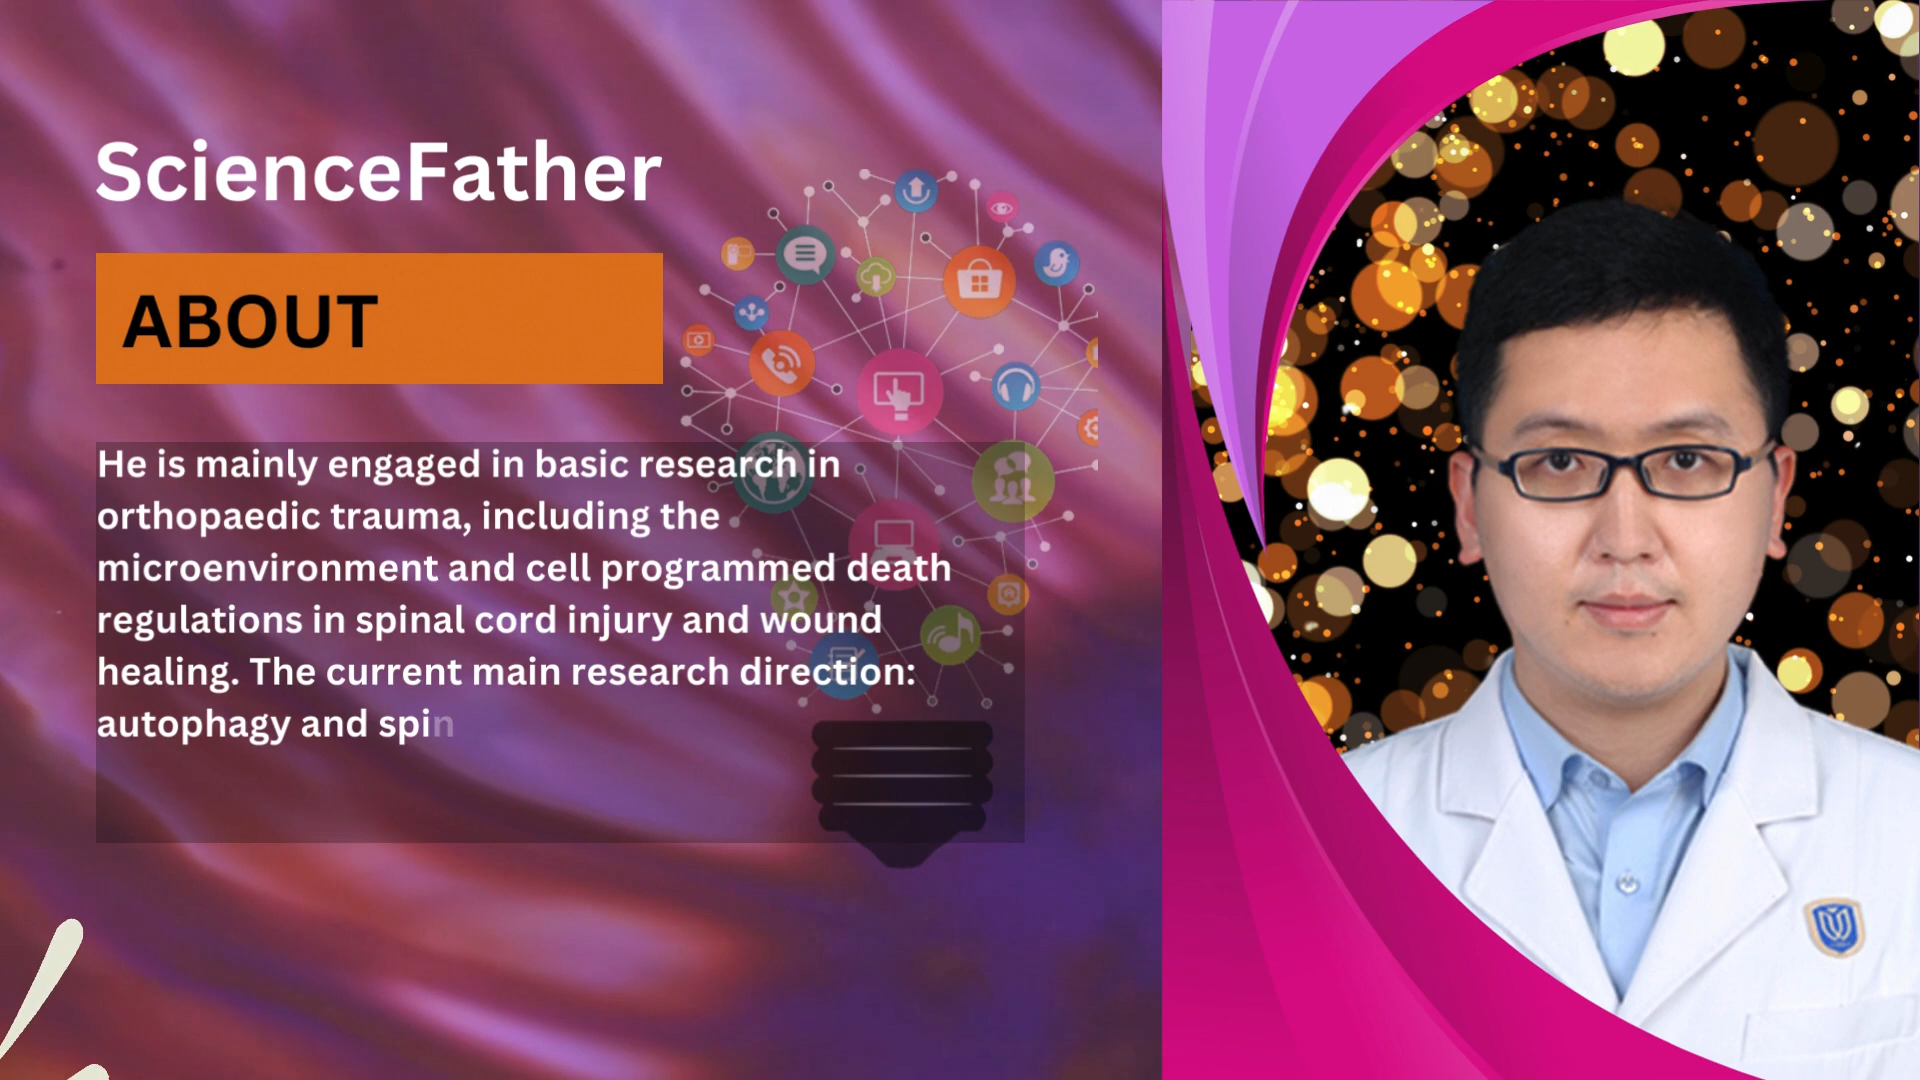 ScienceFather
ABOUT
He is mainly engaged in basic research in
orthopaedic trauma, including the
microenvironment and cell programmed death
regulations in spinal cord injury and wound
healing. The current main research direction:
autophagy and spin